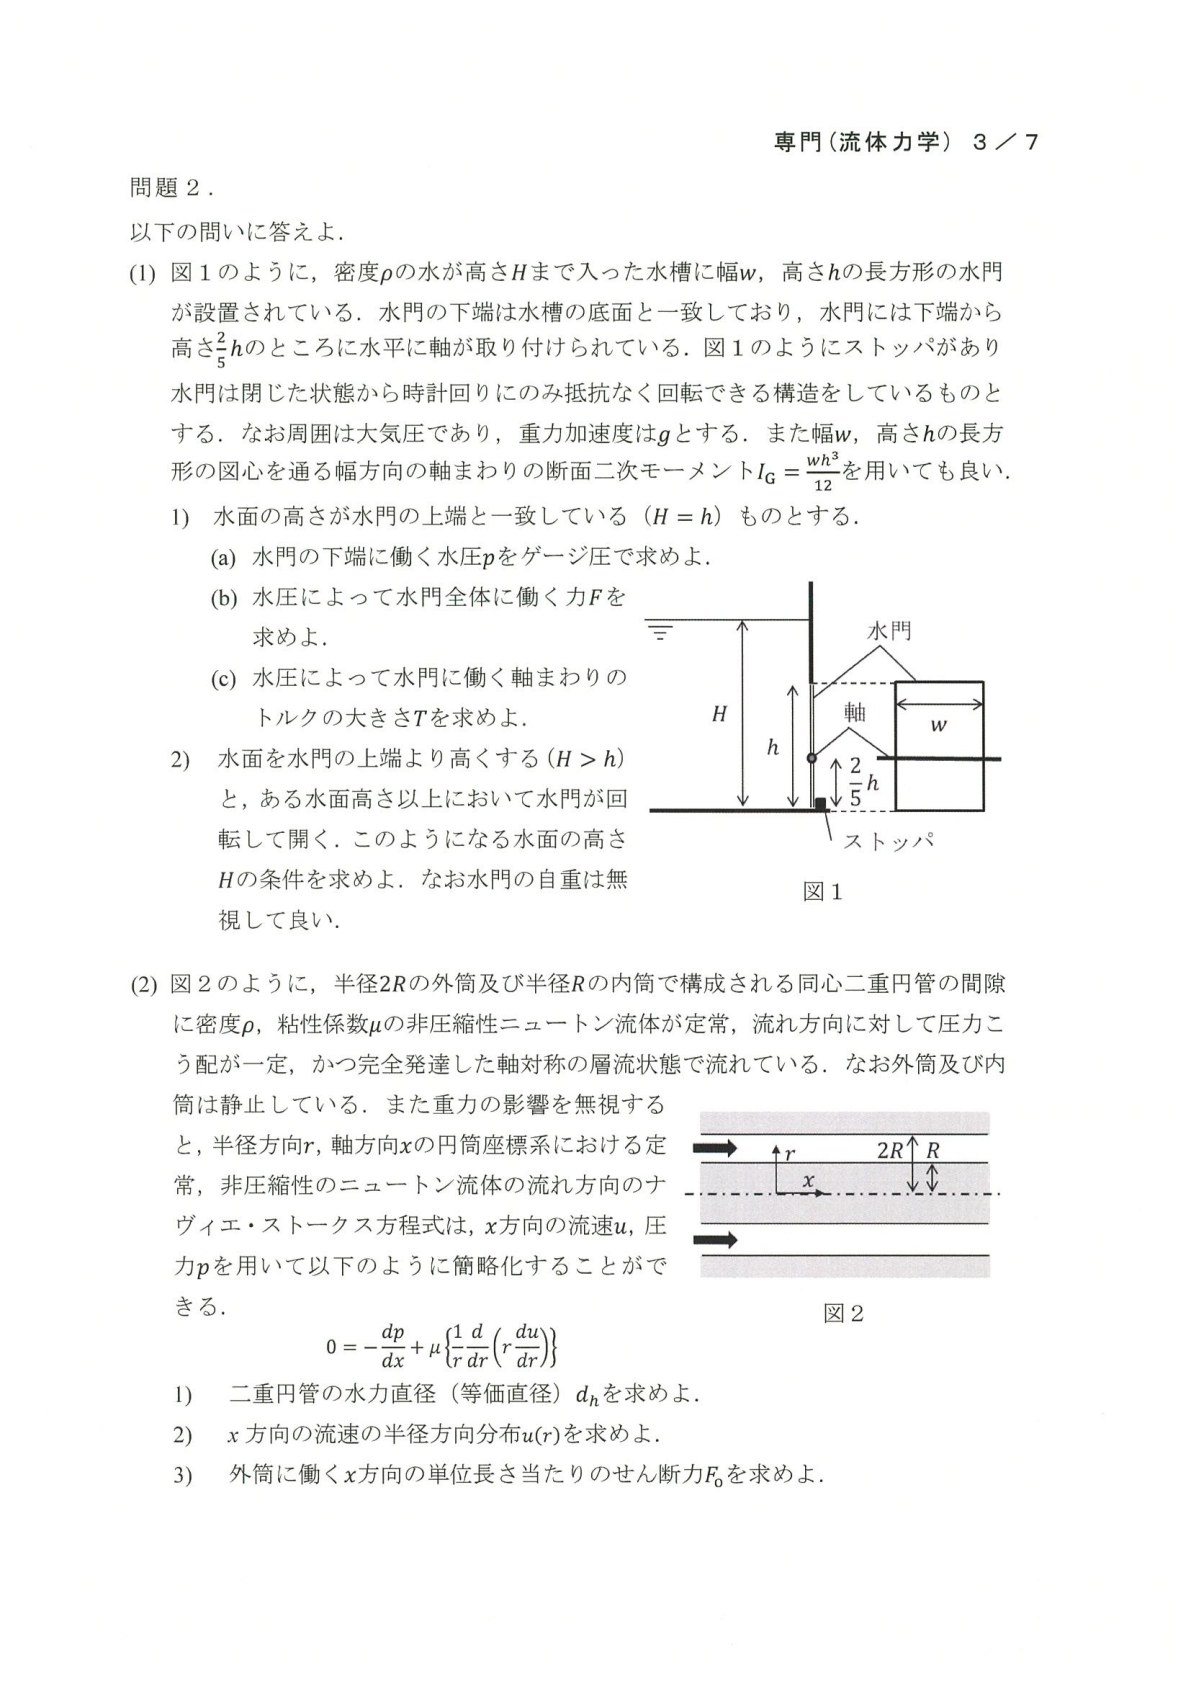 専門(流体力学) 3/7
問題2.
以下の問いに答えよ.
(1) 図1のように,密度ρの水が高さHまで入った水槽に幅w,高さhの長方形の水門
が設置されている.水門の下端は水槽の底面と一致しており,水門には下端から
高さ2/5hのところに水平に軸が取り付けられている.図1のようにストッパがあり
水門は閉じた状態から時計回りにのみ抵抗なく回転できる構造をしているものと
する.なお周囲は大気圧であり,重力加速度はgとする.また幅w,高さhの長方
形の図心を通る幅方向の軸まわりの断面二次モーメントI_G = wh³/12を用いても良い.
1) 水面の高さが水門の上端と一致している(H = h)ものとする.
(a) 水門の下端に働く水圧pをゲージ圧で求めよ.
(b) 水圧によって水門全体に働く力Fを
求めよ.
(c) 水圧によって水門に働く軸まわりの
トルクの大きさTを求めよ.
2) 水面を水門の上端より高くする(H > h)
と,ある水面高さ以上において水門が回
転して開く.このようになる水面の高さ
Hの条件を求めよ.なお水門の自重は無
視して良い.
水門
H
h
軸
w
2/5 h
ストッパ
図1
(2) 図2のように,半径2Rの外筒及び半径Rの内筒で構成される同心二重円管の間隙
に密度ρ,粘性係数μの非圧縮性ニュートン流体が定常,流れ方向に対して圧力こ
う配が一定,かつ完全発達した軸対称の層流状態で流れている.なお外筒及び内
筒は静止している.また重力の影響を無視する
と,半径方向r,軸方向xの円筒座標系における定
常,非圧縮性のニュートン流体の流れ方向のナ
ヴィエ・ストークス方程式は,x方向の流速u,圧
力pを用いて以下のように簡略化することがで
きる.
0 = −dp/dx + μ{1/r d/dr (r du/dr)}
2R
R
r
x
図2
1) 二重円管の水力直径(等価直径)d_hを求めよ.
2) x方向の流速の半径方向分布u(r)を求めよ.
3) 外筒に働くx方向の単位長さ当たりのせん断力F_oを求めよ.